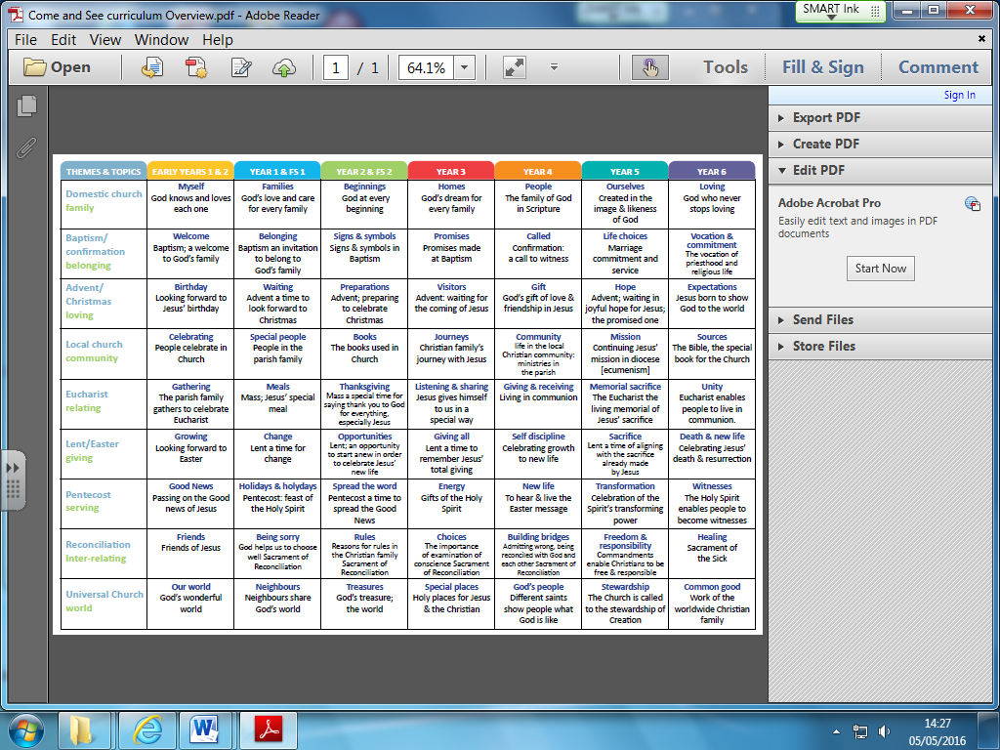 Come and See curriculum Overview.pdf - Adobe Reader
SMART Ink
File Edit View Window Help
Open
1 / 1
64.1%
Tools
Fill & Sign
Comment
Sign In
Export PDF
Create PDF
Edit PDF
Adobe Acrobat Pro
Easily edit text and images in PDF
documents
Start Now
Send Files
Store Files
THEMES & TOPICS
EARLY YEARS 1 & 2
YEAR 1 & FS 1
YEAR 2 & FS 2
YEAR 3
YEAR 4
YEAR 5
YEAR 6
Domestic church
family
Myself
God knows and loves
each one
Families
God's love and care
for every family
Beginnings
God at every
beginning
Homes
God's dream for
every family
People
The family of God
in Scripture
Ourselves
Created in the
image & likeness
of God
Loving
God who never
stops loving
Baptism/
confirmation
belonging
Welcome
Baptism; a welcome
to God's family
Belonging
Baptism an invitation
to belong to
God's family
Signs & symbols
Signs & symbols in
Baptism
Promises
Promises made
at Baptism
Called
Confirmation:
a call to witness
Life choices
Marriage
commitment and
service
Vocation &
commitment
The vocation of
priesthood and
religious life
Advent/
Christmas
loving
Birthday
Looking forward to
Jesus' birthday
Waiting
Advent a time to
look forward to
Christmas
Preparations
Advent; preparing
to celebrate
Christmas
Visitors
Advent: waiting for
the coming of Jesus
Gift
God's gift of love &
friendship in Jesus
Hope
Advent; waiting in
joyful hope for Jesus;
the promised one
Expectations
Jesus born to show
God to the world
Local church
community
Celebrating
People celebrate in
Church
Special people
People in the
parish family
Books
The books used in
Church
Journeys
Christian family's
journey with Jesus
Community
life in the local
Christian community:
ministries in
the parish
Mission
Continuing Jesus'
mission in diocese
[ecumenism]
Sources
The Bible, the special
book for the Church
Eucharist
relating
Gathering
The parish family
gathers to celebrate
Eucharist
Meals
Mass; Jesus' special
meal
Thanksgiving
Mass a special time for
saying thank you to God
for everything,
especially Jesus
Listening & sharing
Jesus gives himself
to us in a
special way
Giving & receiving
Living in communion
Memorial sacrifice
The Eucharist the
living memorial of
Jesus' sacrifice
Unity
Eucharist enables
people to live in
communion.
Lent/Easter
giving
Growing
Looking forward to
Easter
Change
Lent a time for
change
Opportunities
Lent; an opportunity
to start anew in order
to celebrate Jesus'
new life
Giving all
Lent a time to
remember Jesus'
total giving
Self discipline
Celebrating growth
to new life
Sacrifice
Lent a time of aligning
with the sacrifice
already made
by Jesus
Death & new life
Celebrating Jesus'
death & resurrection
Pentecost
serving
Good News
Passing on the Good
news of Jesus
Holidays & holydays
Pentecost: feast of
the Holy Spirit
Spread the word
Pentecost a time to
spread the Good
News
Energy
Gifts of the Holy
Spirit
New life
To hear & live the
Easter message
Transformation
Celebration of the
Spirit's transforming
power
Witnesses
The Holy Spirit
enables people to
become witnesses
Reconciliation
Inter-relating
Friends
Friends of Jesus
Being sorry
God helps us to choose
well Sacrament of
Reconciliation
Rules
Reasons for rules in
the Christian family
Sacrament of
Reconciliation
Choices
The importance
of examination of
conscience Sacrament
of Reconciliation
Building bridges
Admitting wrong, being
reconciled with God and
each other Sacrament of
Reconciliation
Freedom &
responsibility
Commandments
enable Christians to be
free & responsible
Healing
Sacrament of
the Sick
Universal Church
world
Our world
God's wonderful
world
Neighbours
Neighbours share
God's world
Treasures
God's treasure;
the world
Special places
Holy places for Jesus
& the Christian
God's people
Different saints
show people what
God is like
Stewardship
The Church is called
to the stewardship of
Creation
Common good
Work of the
worldwide Christian
family
14:27
05/05/2016